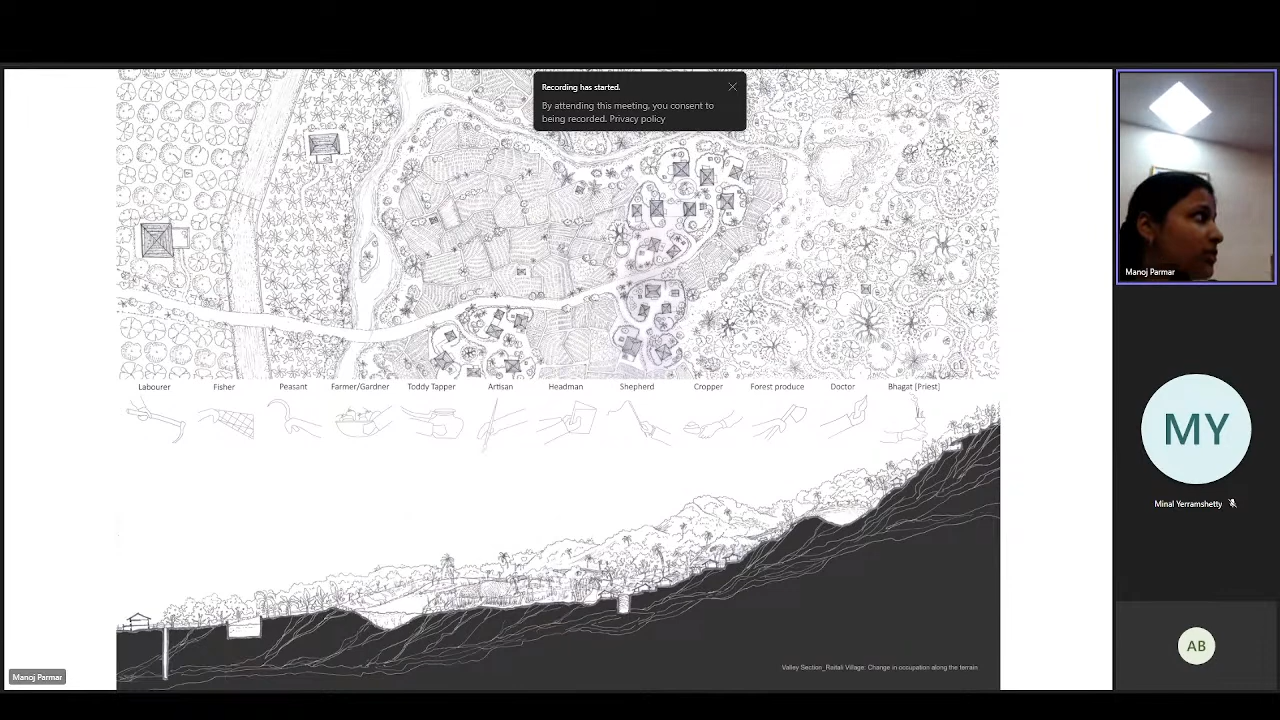 Recording has started.
By attending this meeting, you consent to
being recorded. Privacy policy
Labourer Fisher Peasant Farmer/Gardner Toddy Tapper Artisan Headman Shepherd Cropper Forest produce Doctor Bhagat [Priest]
Valley Section_Raitali Village: Change in occupation along the terrain
Manoj Parmar
Manoj Parmar
MY
Minal Yerramshetty
AB